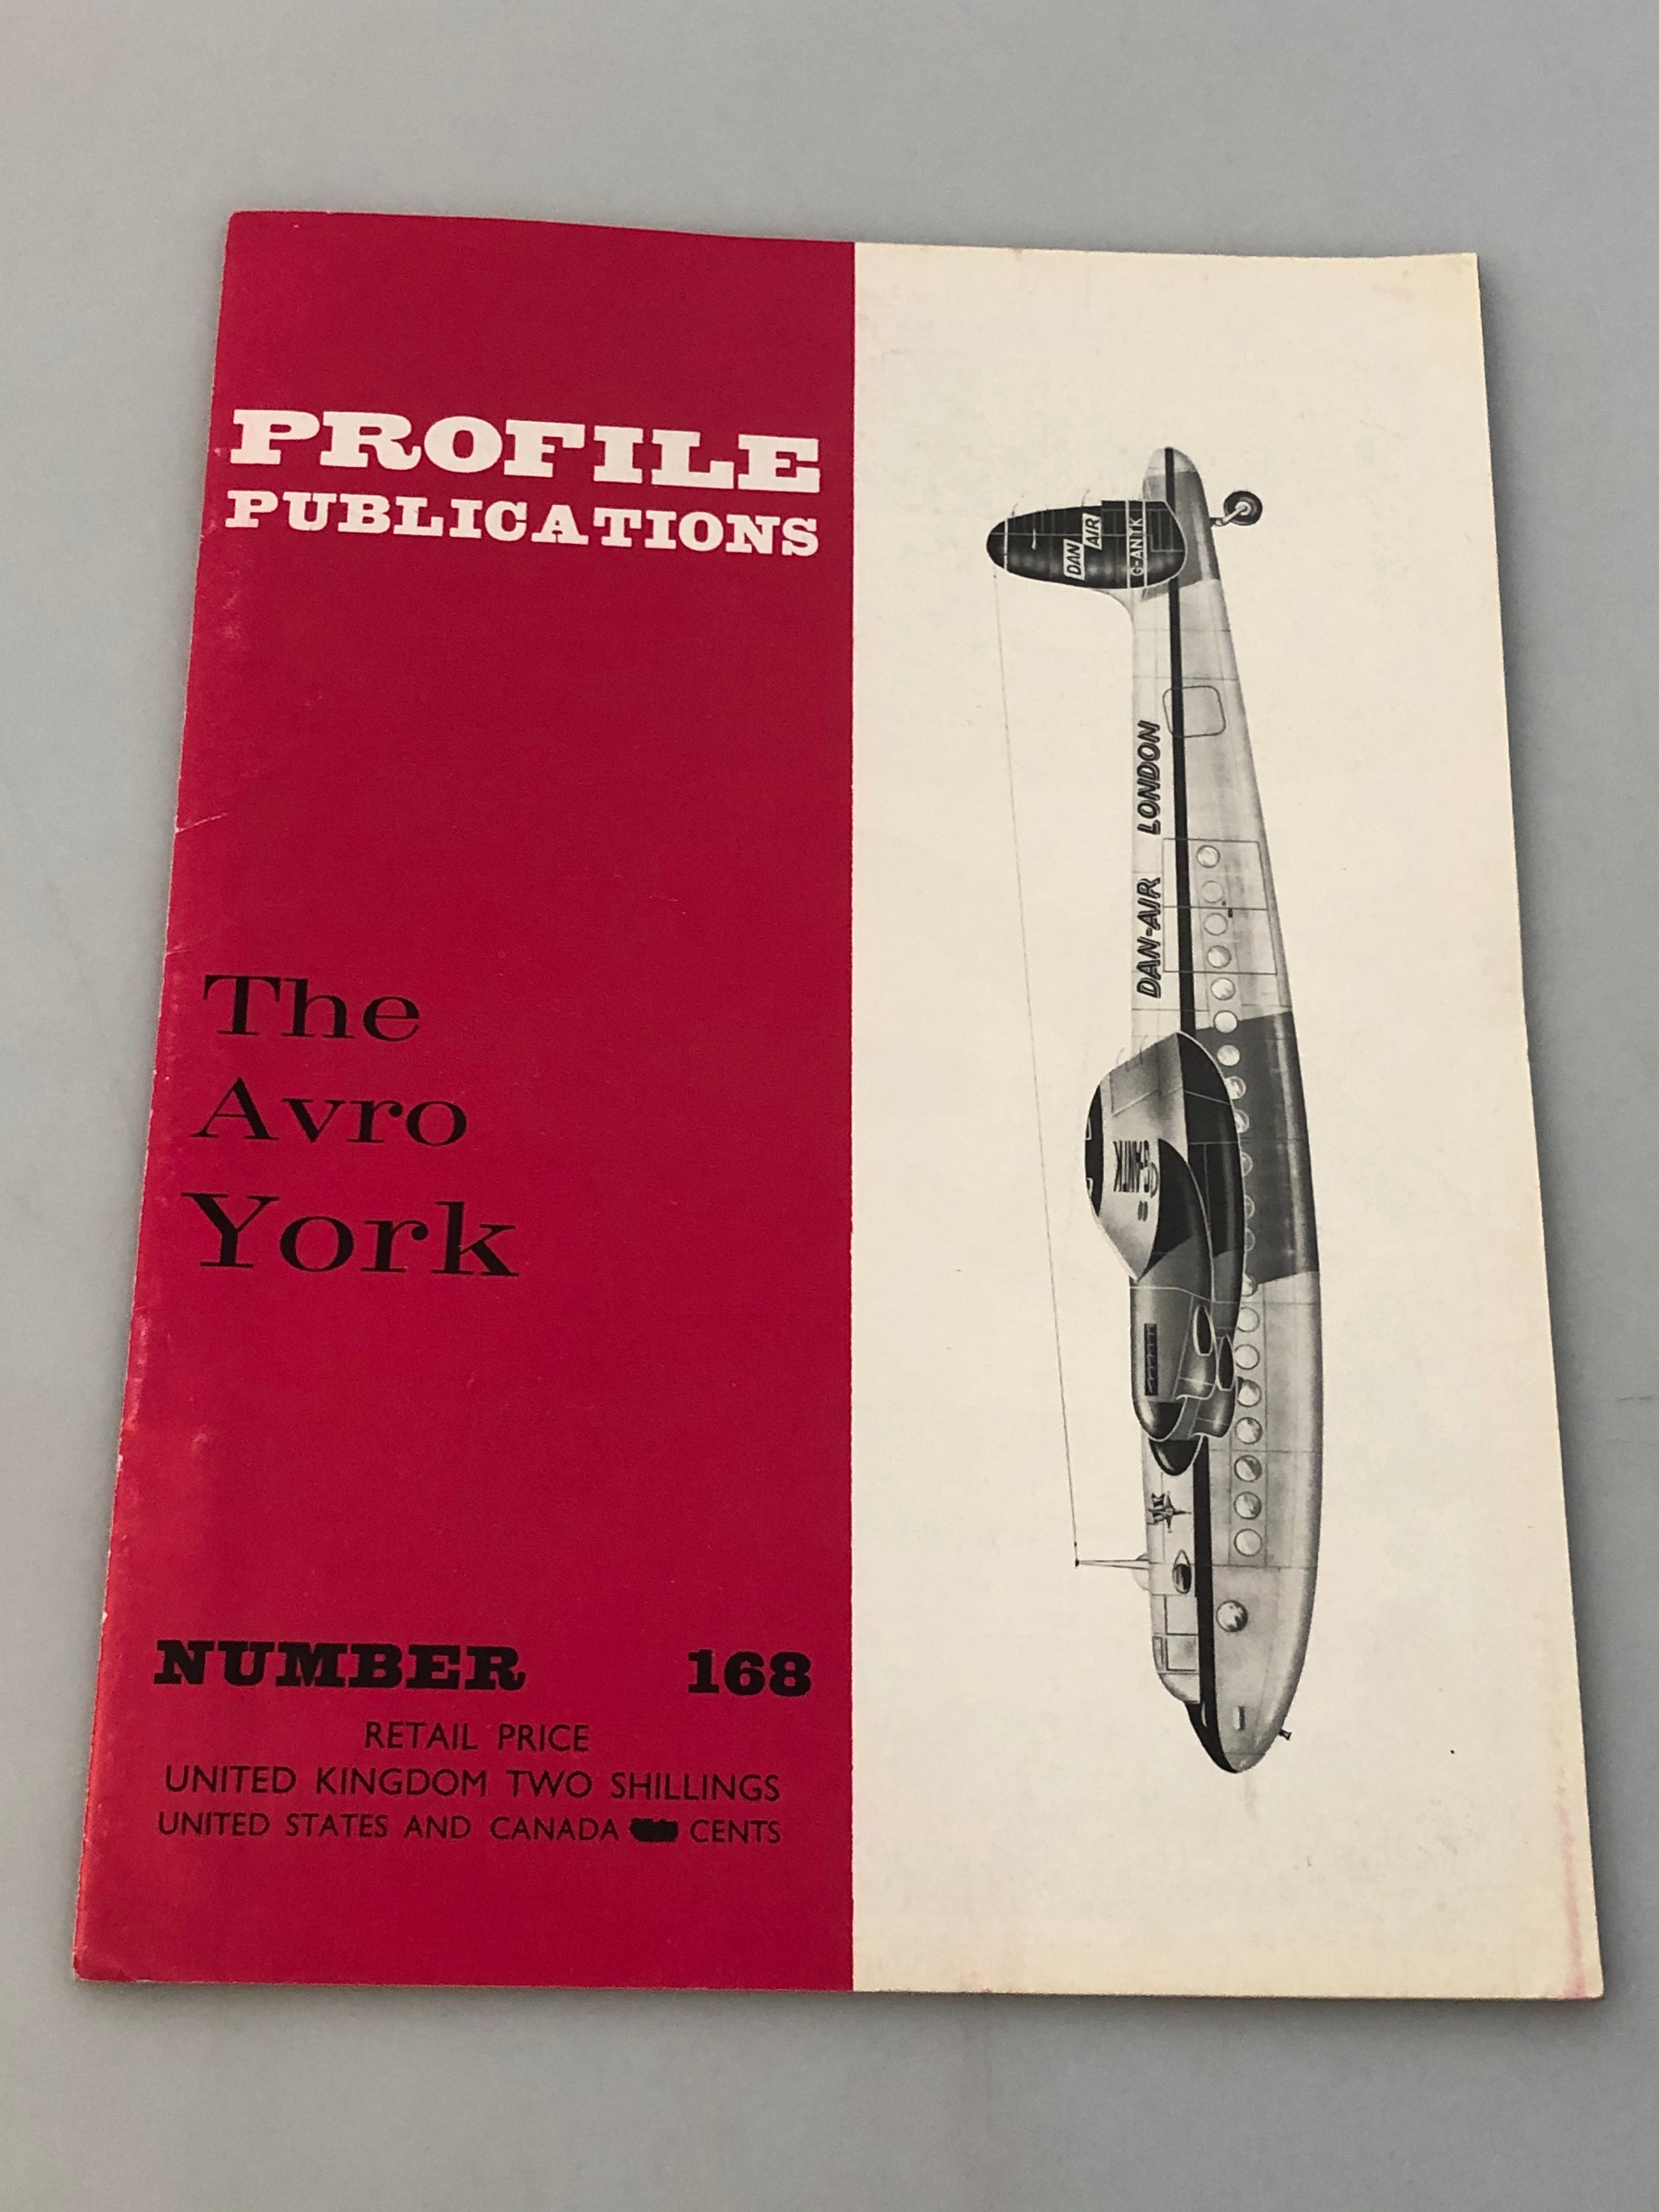 PROFILE
PUBLICATIONS
The
Avro
York
NUMBER 168
RETAIL PRICE
UNITED KINGDOM TWO SHILLINGS
UNITED STATES AND CANADA CENTS
DAN
AIR
G-ANTK
DAN-AIR LONDON
G-ANTK